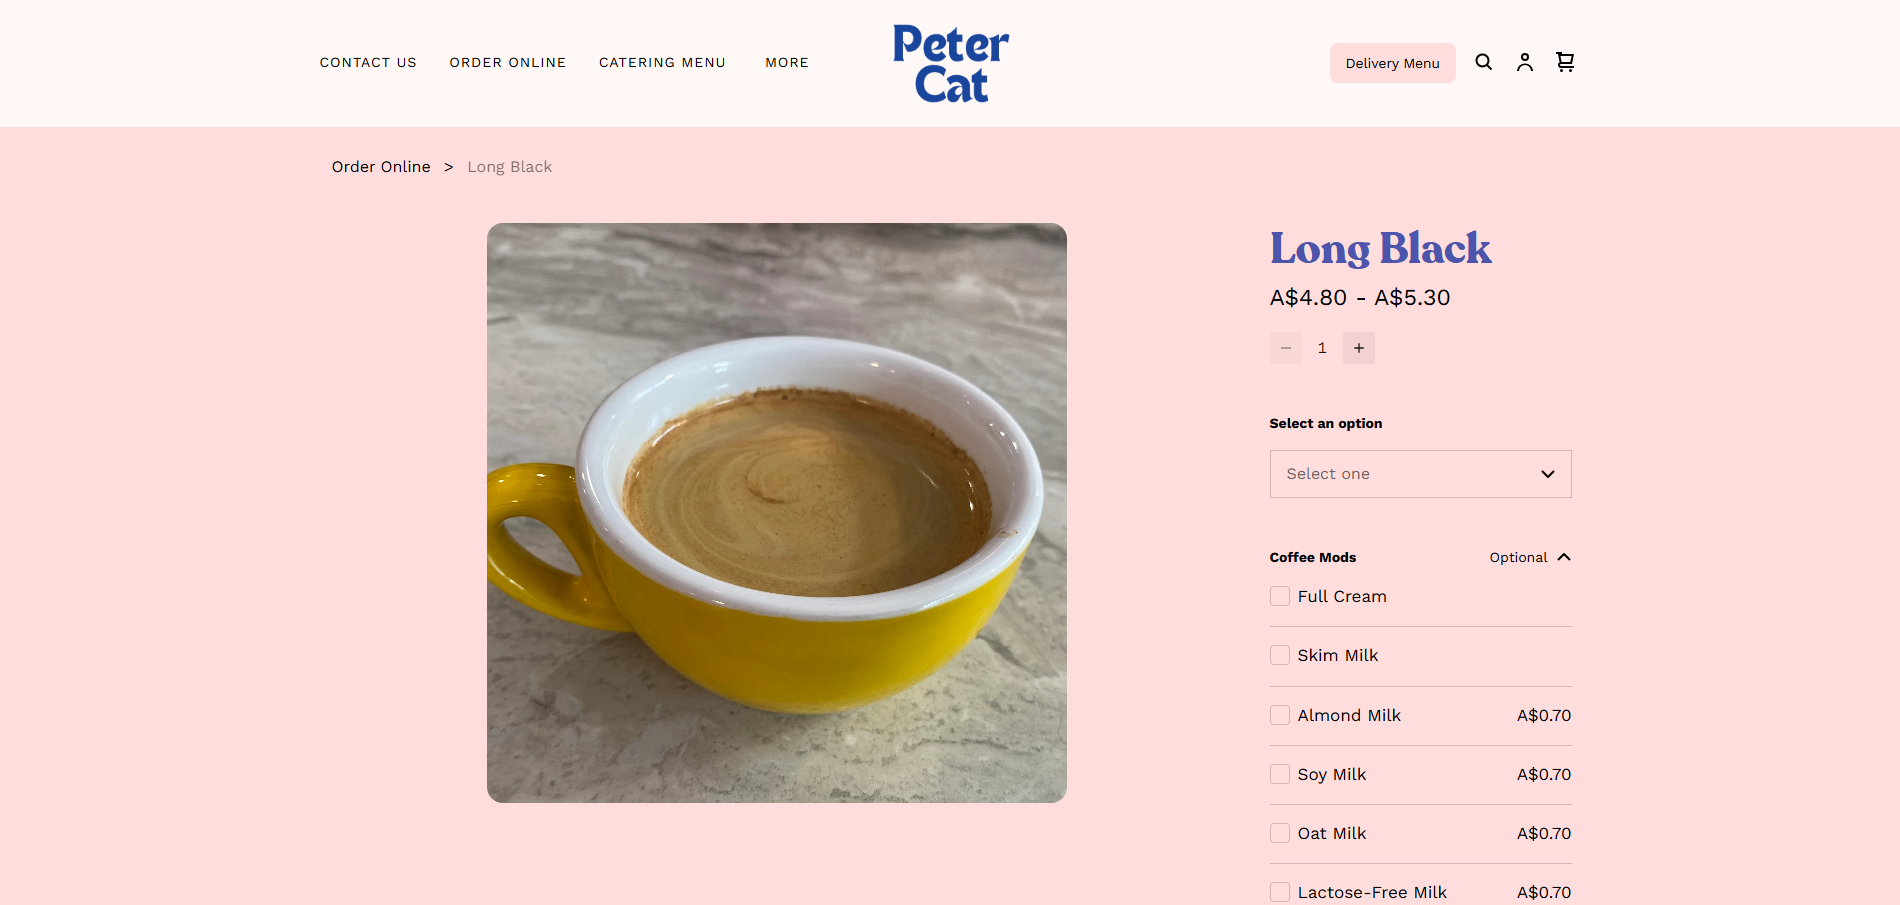 CONTACT US
ORDER ONLINE
CATERING MENU
MORE
Peter
Cat
Delivery Menu
Order Online > Long Black
Long Black
A$4.80 - A$5.30
− 1 +
Select an option
Select one
Coffee Mods Optional
Full Cream
Skim Milk
Almond Milk A$0.70
Soy Milk A$0.70
Oat Milk A$0.70
Lactose-Free Milk A$0.70